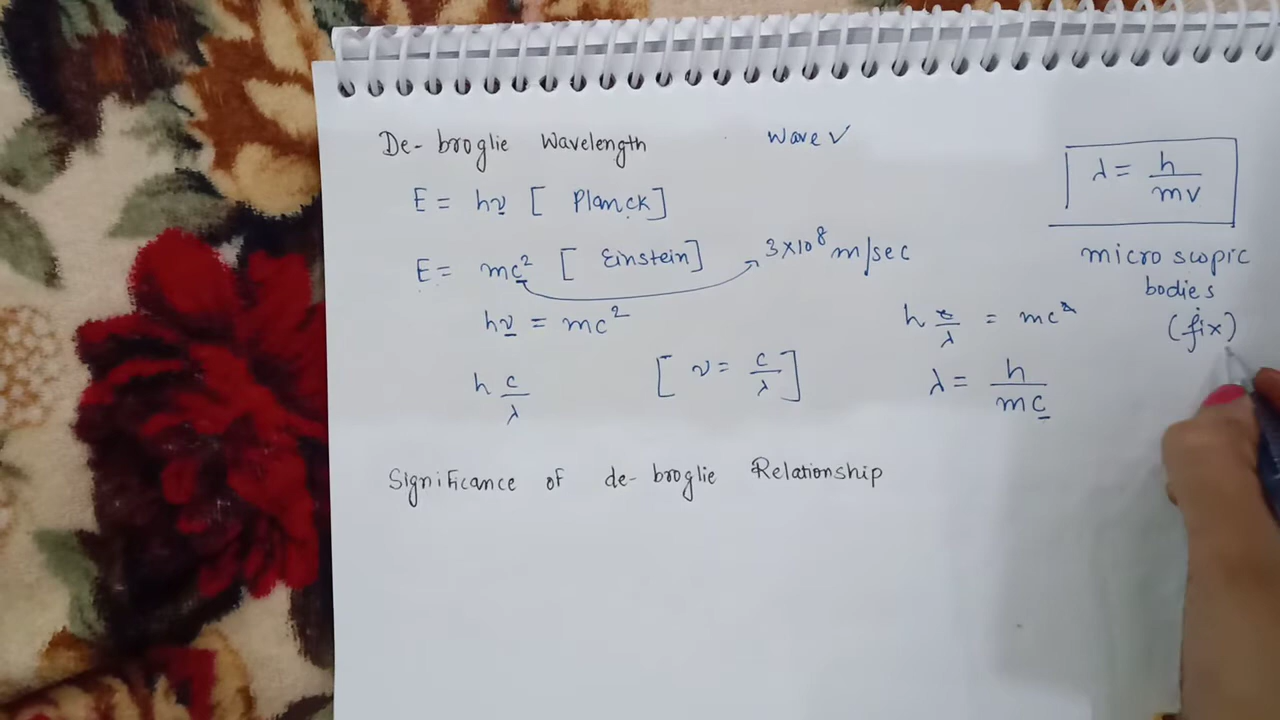 De-broglie Wavelength
wave ✓
E = hν [ Planck]
E = mc² [ Einstein]
3×10⁸ m/sec
hν = mc²
h c/λ
[ ν = c/λ ]
h c/λ = mc²
λ = h/mc
λ = h/mv
microscopic
bodies
(fix)
Significance of de-broglie Relationship